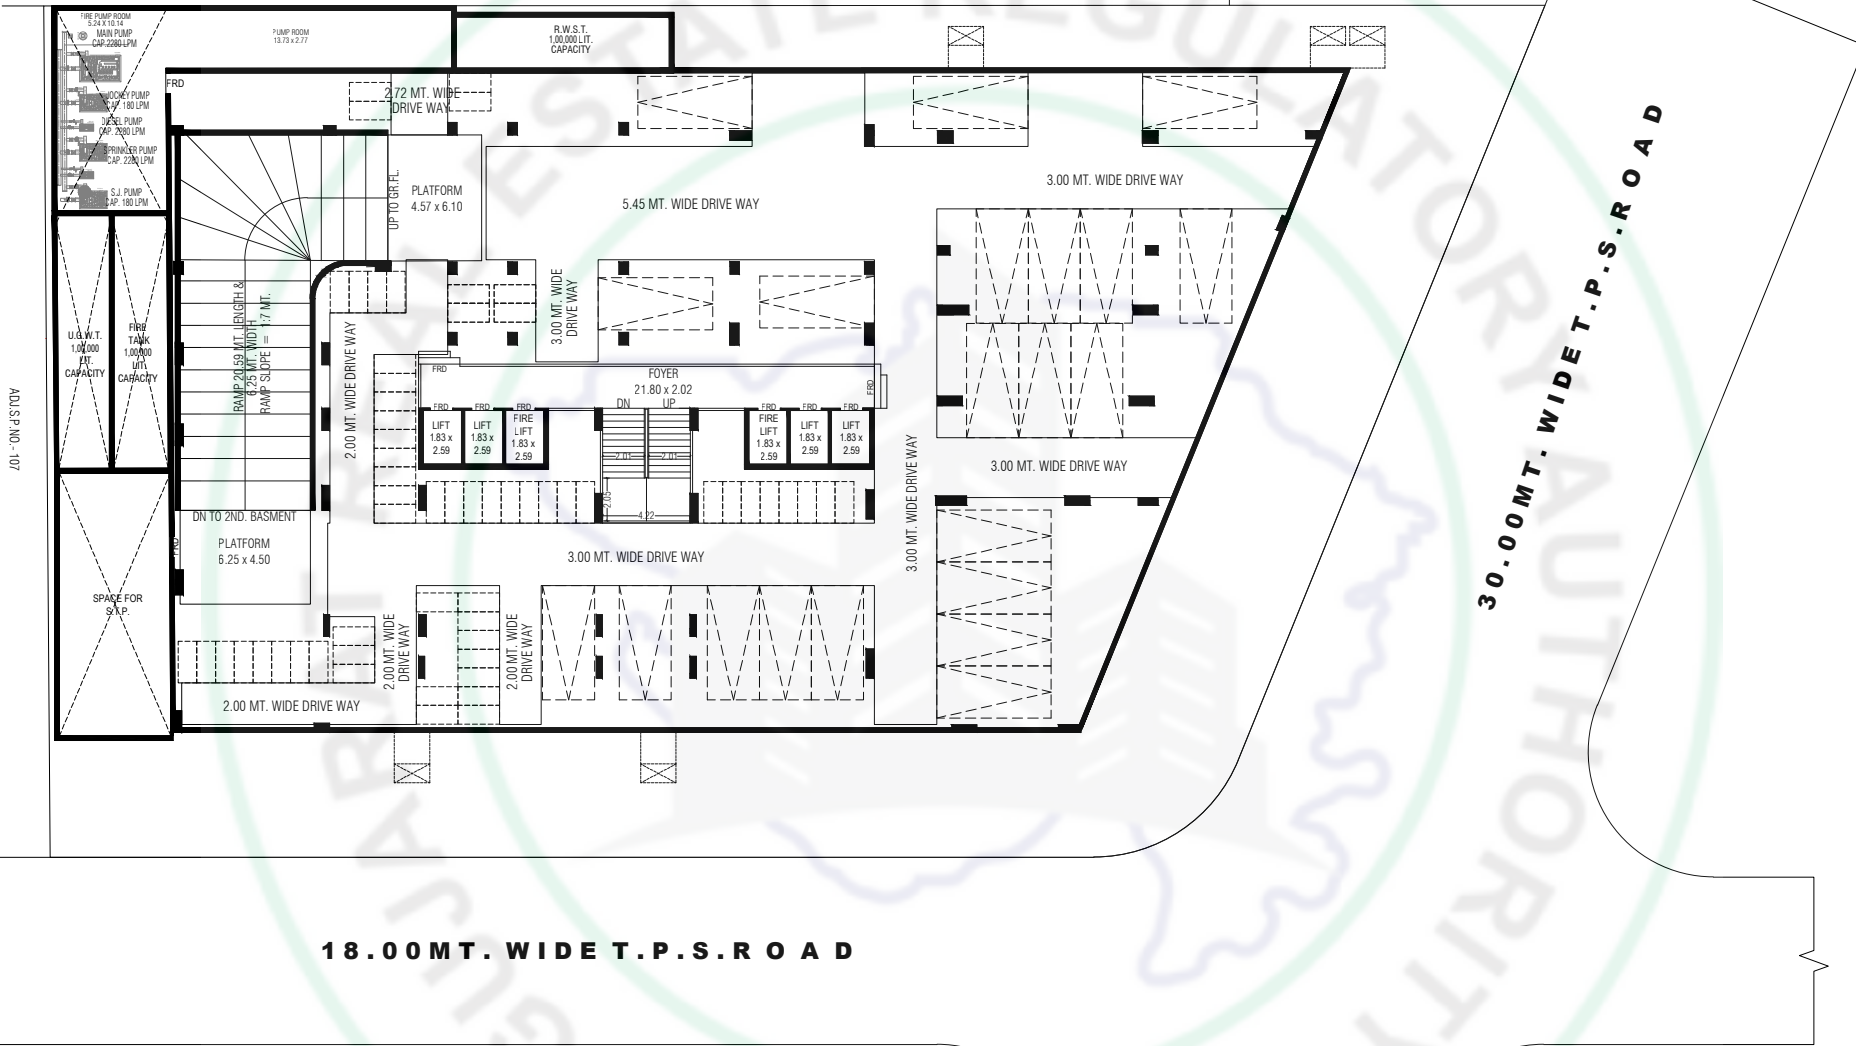 FIRE PUMP ROOM
5.24 X 10.14
MAIN PUMP
CAP.2280 LPM
JOCKEY PUMP
CAP. 180 LPM
DIESEL PUMP
CAP. 2280 LPM
SPRINKLER PUMP
CAP. 2280 LPM
S.J. PUMP
CAP. 180 LPM
PUMP ROOM
13.73 x 2.77
R.W.S.T.
1,00,000 LIT.
CAPACITY
FRD
2.72 MT. WIDE
DRIVE WAY
UP TO GR.FL.
PLATFORM
4.57 x 6.10
5.45 MT. WIDE DRIVE WAY
3.00 MT. WIDE DRIVE WAY
3.00 MT. WIDE
DRIVE WAY
RAMP 20.59 MT. LENGTH &
6.25 MT. WIDTH
RAMP SLOPE = 1:7 MT.
U.G.W.T.
1,00,000
LIT.
CAPACITY
FIRE
TANK
1,00,000
LIT.
CAPACITY
2.00 MT. WIDE DRIVE WAY
FRD
FOYER
21.80 x 2.02
FRD
DN
UP
FRD
FRD
FRD
FRD
FRD
FRD
LIFT
1.83 x
2.59
LIFT
1.83 x
2.59
FIRE
LIFT
1.83 x
2.59
FIRE
LIFT
1.83 x
2.59
LIFT
1.83 x
2.59
LIFT
1.83 x
2.59
2.01
2.01
2.05
4.22
3.00 MT. WIDE DRIVE WAY
3.00 MT. WIDE DRIVE WAY
DN TO 2ND. BASMENT
PLATFORM
6.25 x 4.50
FRD
3.00 MT. WIDE DRIVE WAY
SPACE FOR
S.T.P.
2.00 MT. WIDE
DRIVE WAY
2.00 MT. WIDE
DRIVE WAY
2.00 MT. WIDE DRIVE WAY
ADJ.S.P.NO.- 107
30.00MT. WIDE T.P.S.ROAD
18.00MT. WIDE T.P.S.ROAD
GUJARAT REAL ESTATE REGULATORY AUTHORITY